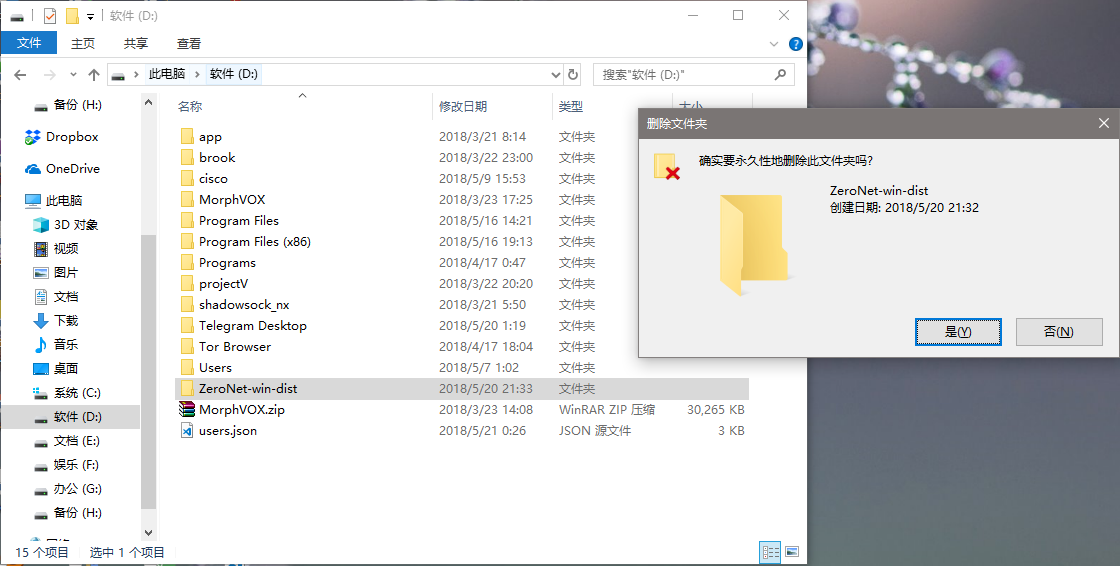 软件 (D:)
文件 主页 共享 查看
此电脑 软件 (D:) 搜索"软件 (D:)"
备份 (H:)
Dropbox
OneDrive
此电脑
3D 对象
视频
图片
文档
下载
音乐
桌面
系统 (C:)
软件 (D:)
文档 (E:)
娱乐 (F:)
办公 (G:)
备份 (H:)
名称 修改日期 类型 大小
app 2018/3/21 8:14 文件夹
brook 2018/3/22 23:00 文件夹
cisco 2018/5/9 15:53 文件夹
MorphVOX 2018/3/23 17:25 文件夹
Program Files 2018/5/16 14:21 文件夹
Program Files (x86) 2018/5/16 19:13 文件夹
Programs 2018/4/17 0:47 文件夹
projectV 2018/3/22 20:20 文件夹
shadowsock_nx 2018/3/21 5:50 文件夹
Telegram Desktop 2018/5/20 1:19 文件夹
Tor Browser 2018/4/17 18:04 文件夹
Users 2018/5/7 1:02 文件夹
ZeroNet-win-dist 2018/5/20 21:33 文件夹
MorphVOX.zip 2018/3/23 14:08 WinRAR ZIP 压缩 30,265 KB
users.json 2018/5/21 0:26 JSON 源文件 3 KB
15 个项目 选中 1 个项目
删除文件夹
确实要永久性地删除此文件夹吗?
ZeroNet-win-dist
创建日期: 2018/5/20 21:32
是(Y) 否(N)